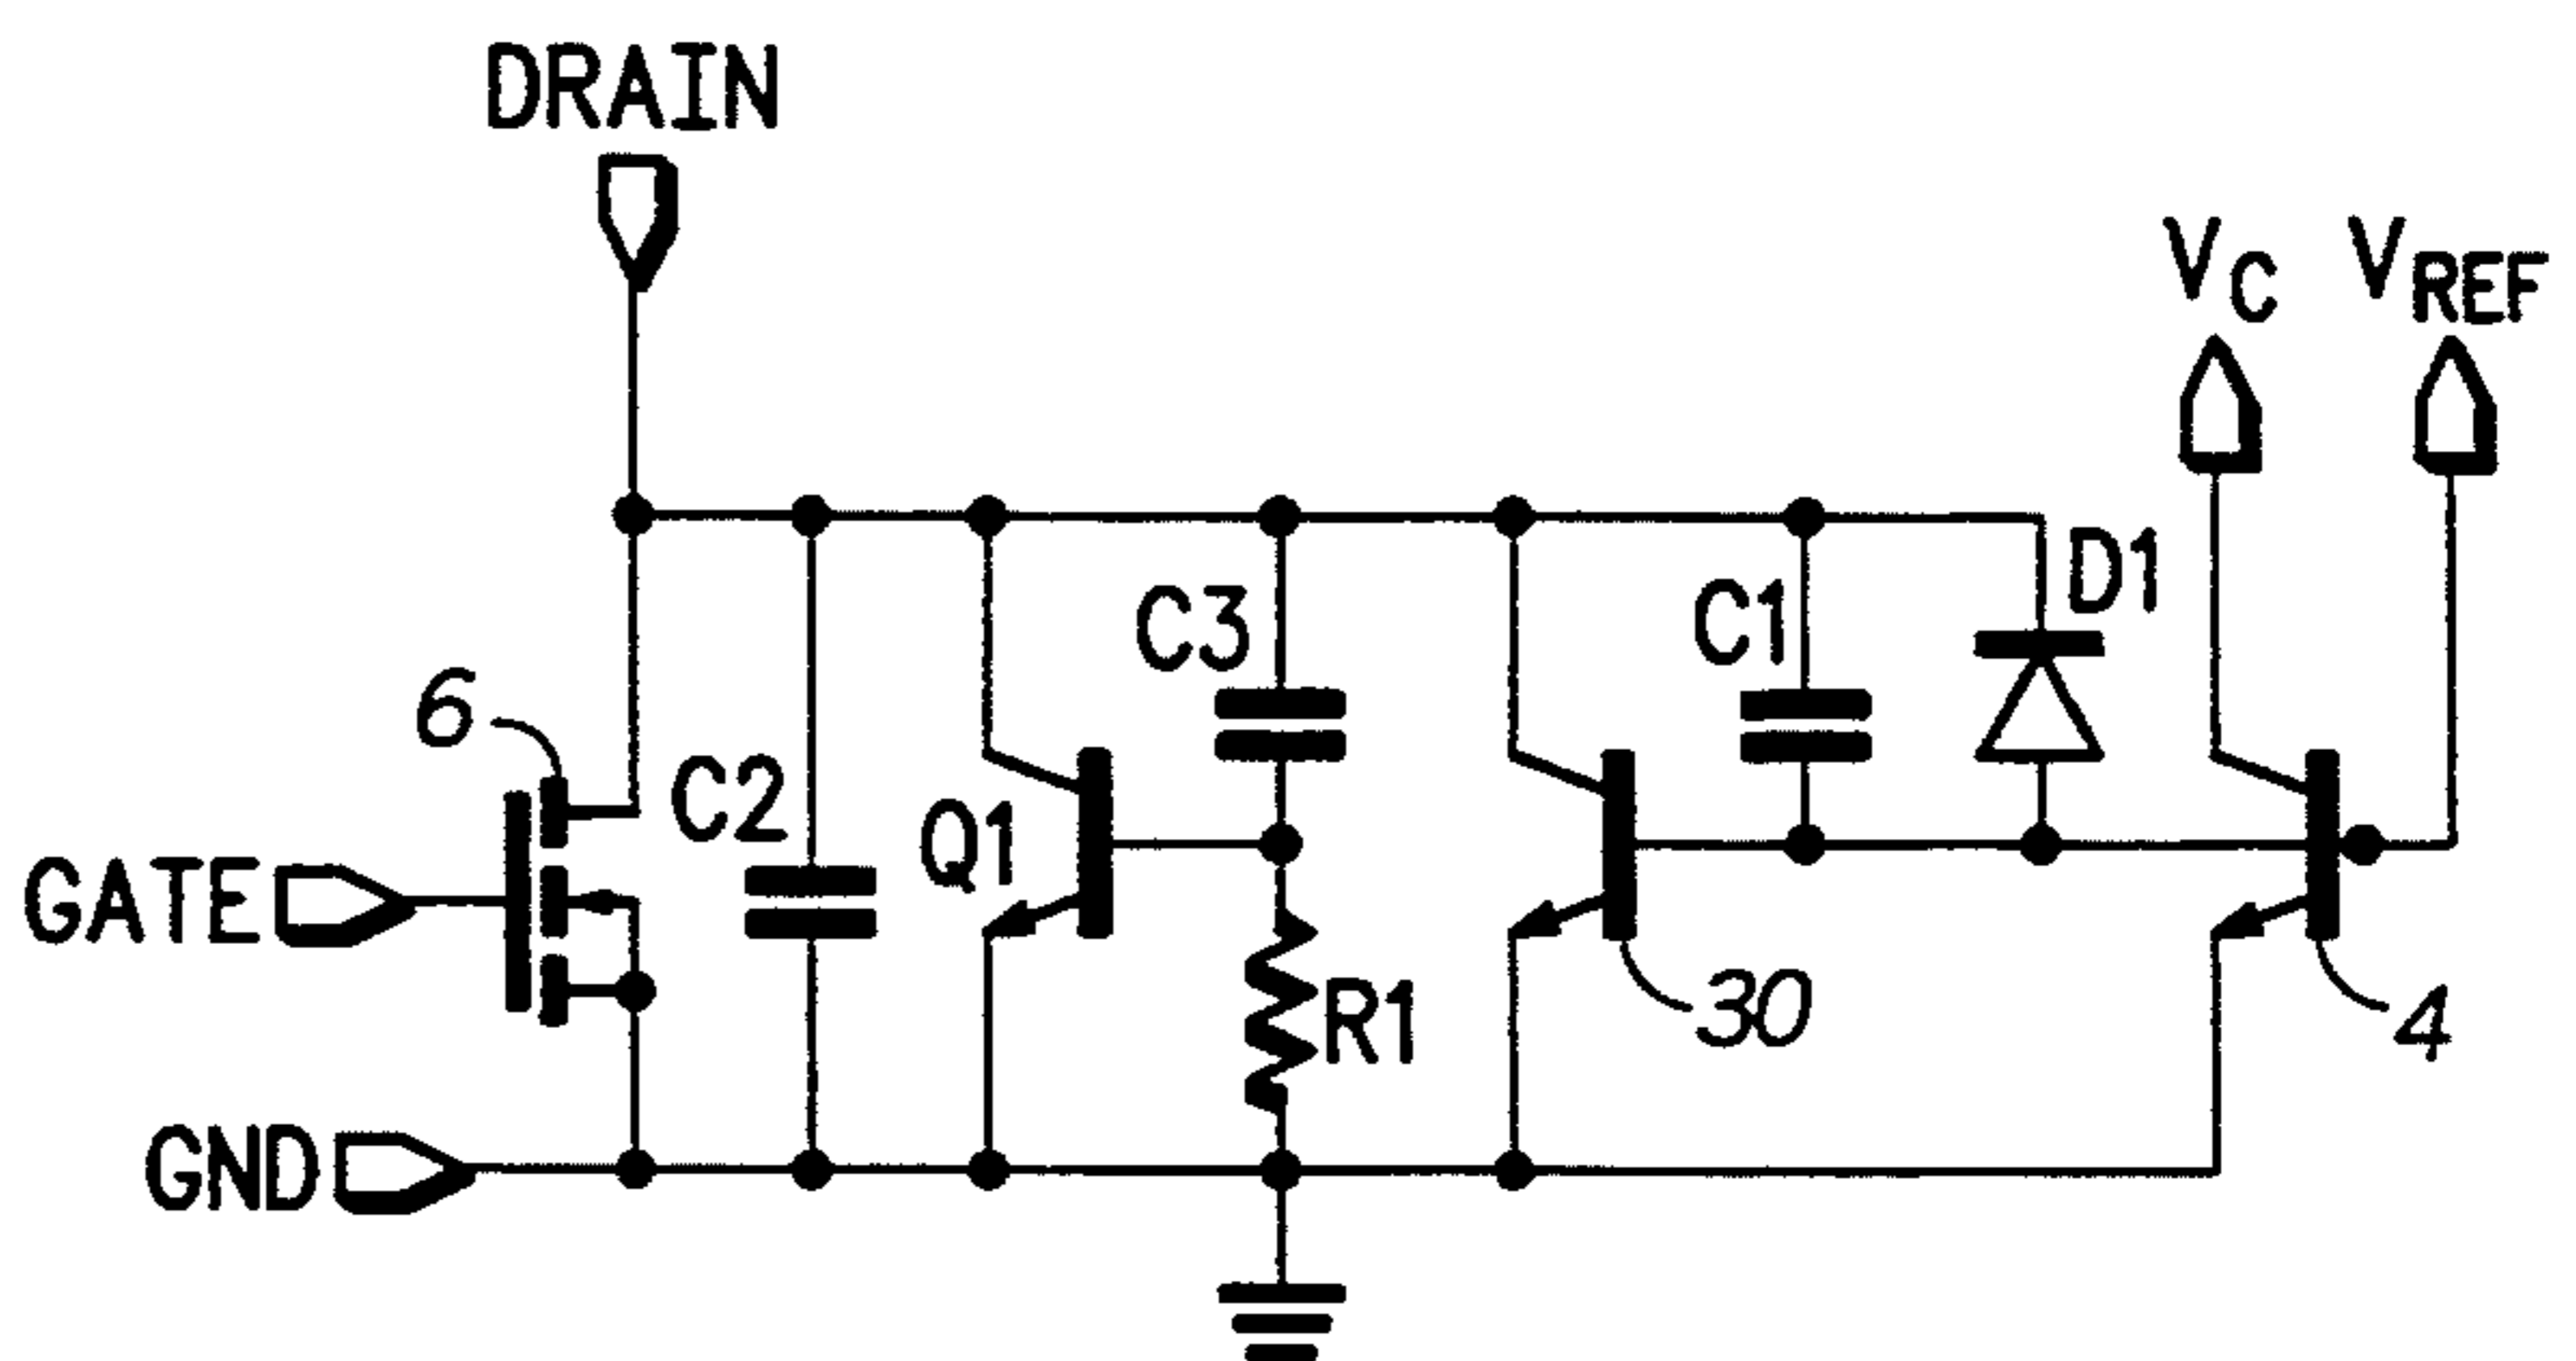 DRAIN
VC VREF
D1
C3
C1
6
C2
Q1
GATE
30
R1
4
GND